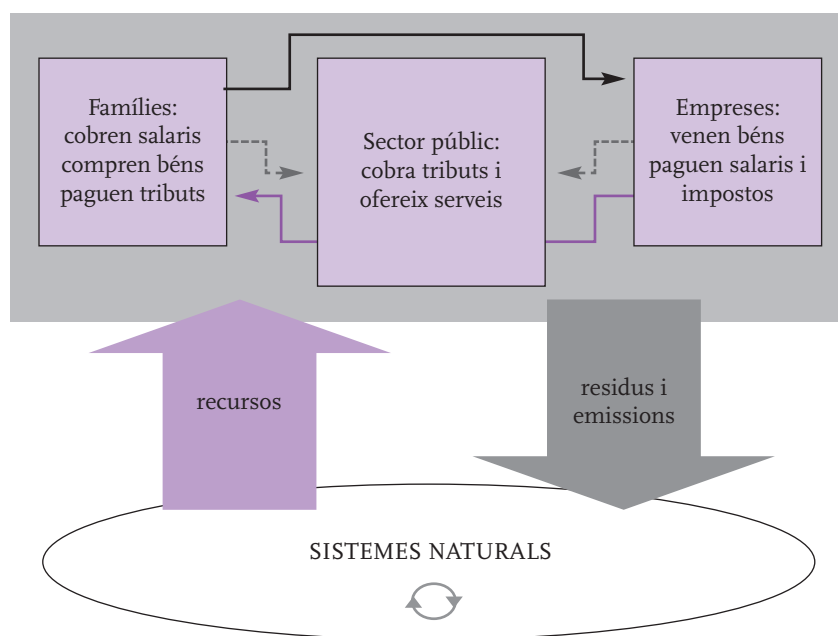 Famílies:
cobren salaris
compren béns
paguen tributs
Sector públic:
cobra tributs i
ofereix serveis
Empreses:
venen béns
paguen salaris i
impostos
recursos
residus i
emissions
SISTEMES NATURALS